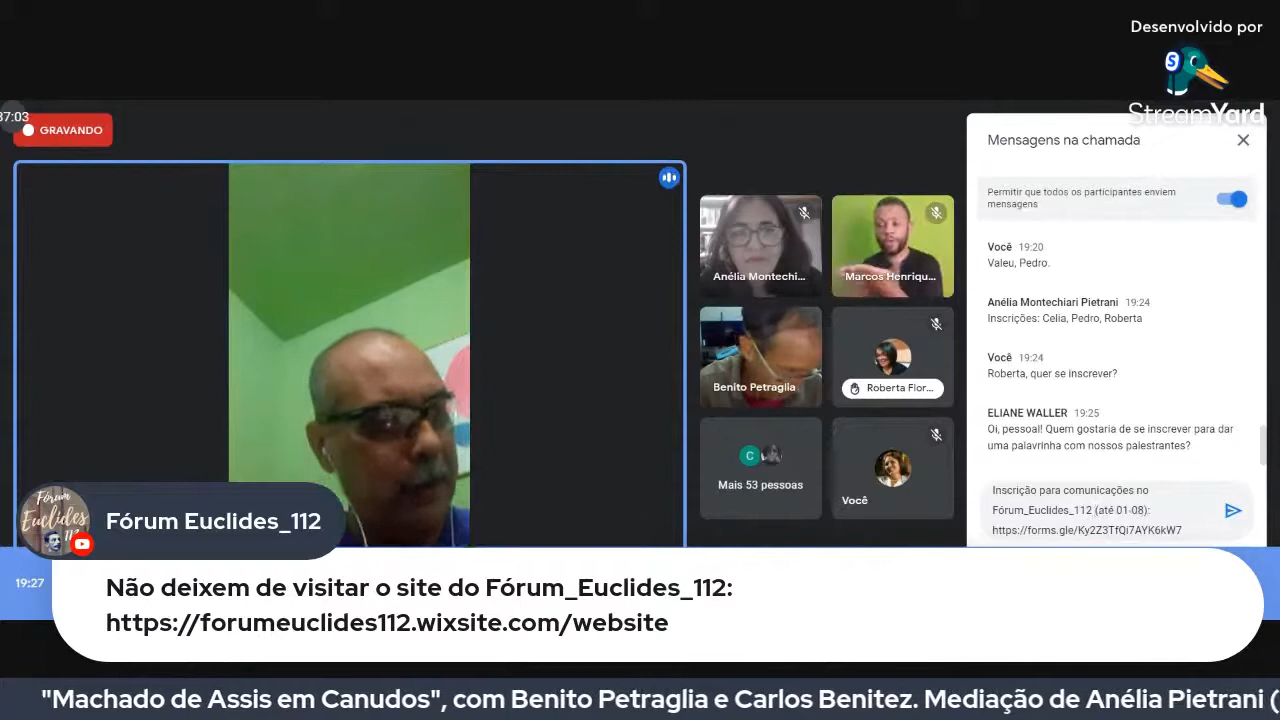 Desenvolvido por
StreamYard
37:03
GRAVANDO
Anélia Montechi...
Marcos Henriqu...
Benito Petraglia
Roberta Flor...
C
Mais 53 pessoas
Você
Mensagens na chamada
Permitir que todos os participantes enviem
mensagens
Você 19:20
Valeu, Pedro.
Anélia Montechiari Pietrani 19:24
Inscrições: Celia, Pedro, Roberta
Você 19:24
Roberta, quer se inscrever?
ELIANE WALLER 19:25
Oi, pessoal! Quem gostaria de se inscrever para dar
uma palavrinha com nossos palestrantes?
Inscrição para comunicações no
Fórum_Euclides_112 (até 01-08):
https://forms.gle/Ky2Z3TfQi7AYK6kW7
Fórum
Euclides
112
Fórum Euclides_112
19:27
Não deixem de visitar o site do Fórum_Euclides_112:
https://forumeuclides112.wixsite.com/website
"Machado de Assis em Canudos", com Benito Petraglia e Carlos Benitez. Mediação de Anélia Pietrani (